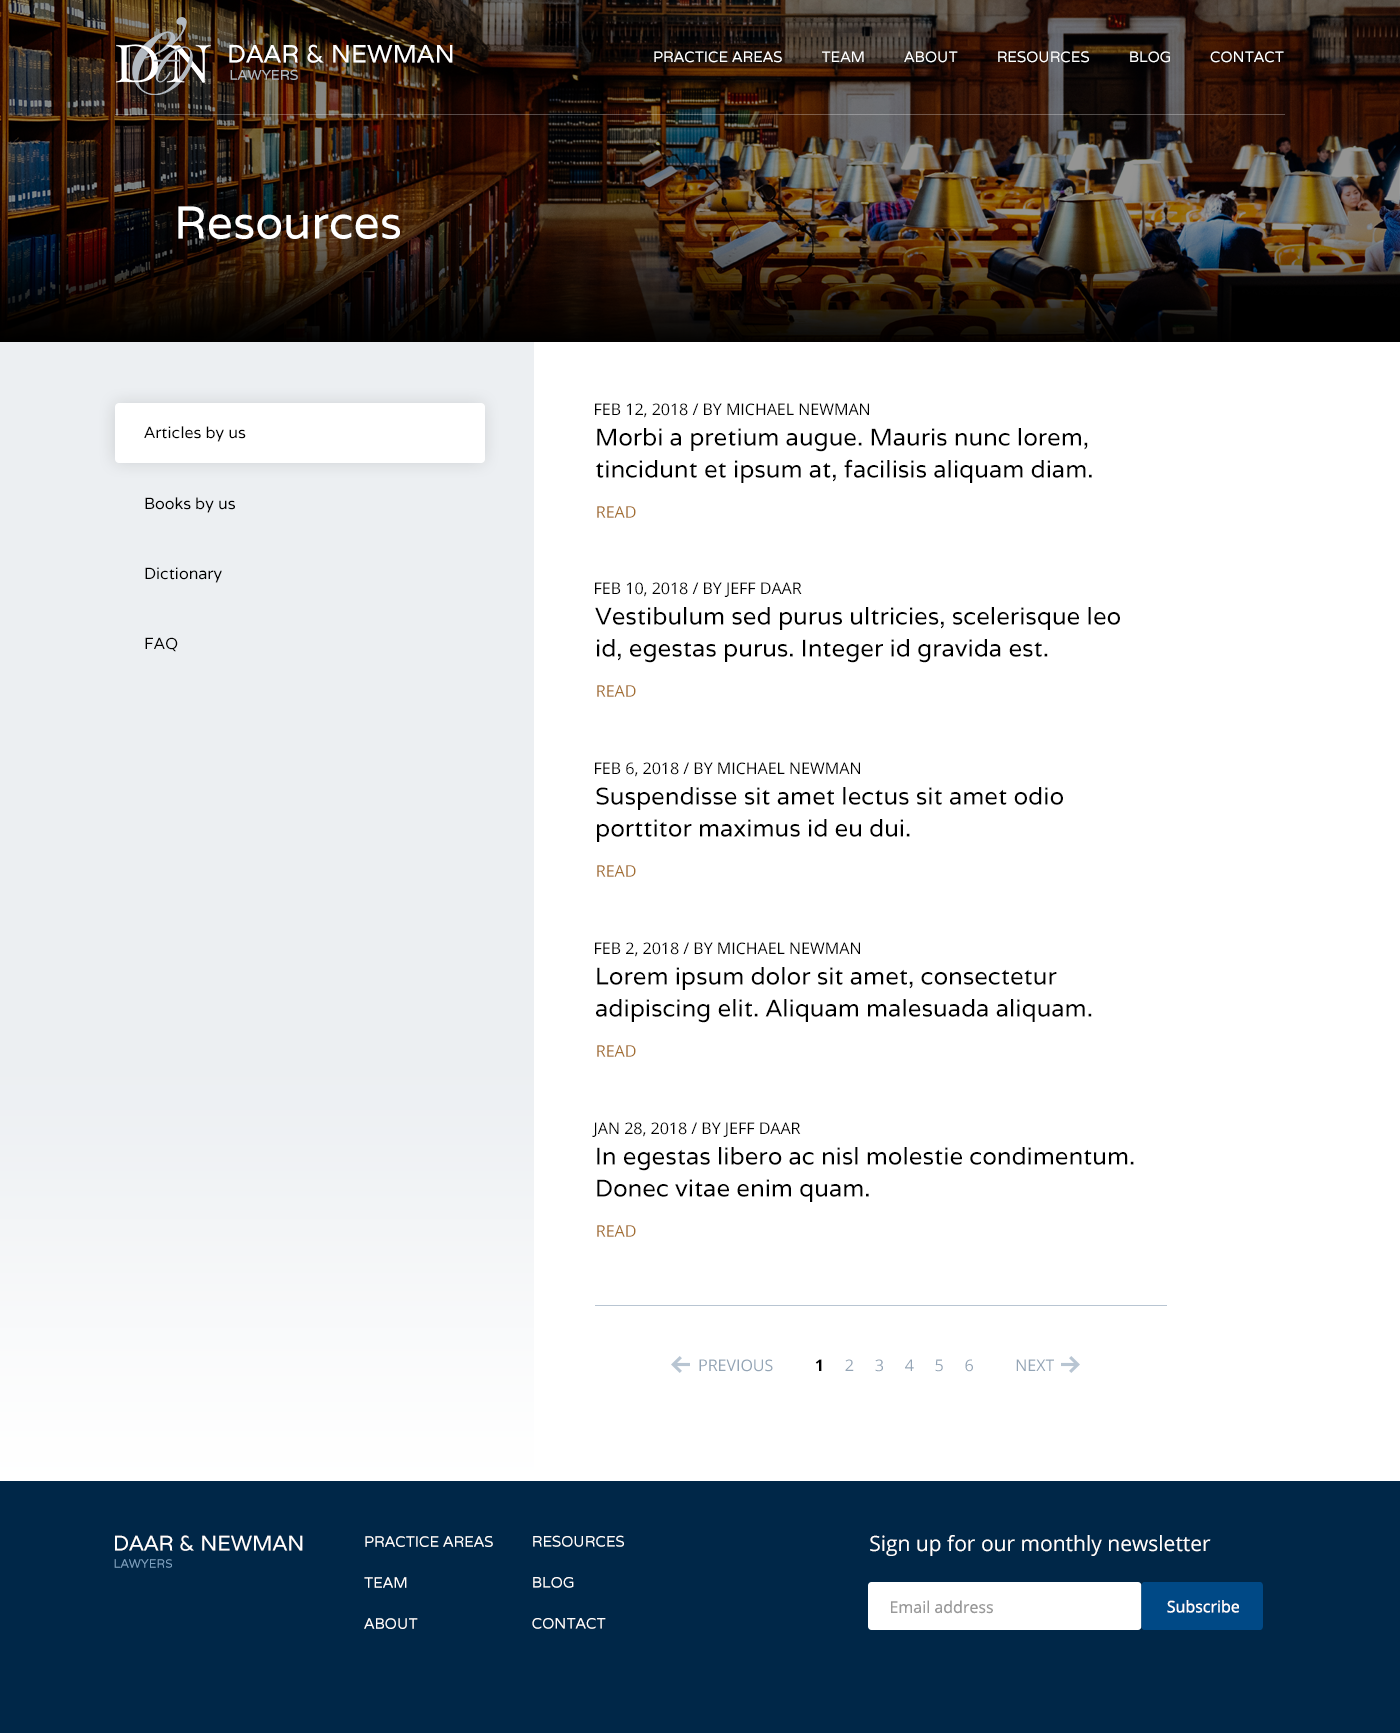 D&N
DAAR & NEWMAN
LAWYERS
PRACTICE AREAS TEAM ABOUT RESOURCES BLOG CONTACT
Resources
Articles by us
Books by us
Dictionary
FAQ
FEB 12, 2018 / BY MICHAEL NEWMAN
Morbi a pretium augue. Mauris nunc lorem,
tincidunt et ipsum at, facilisis aliquam diam.
READ
FEB 10, 2018 / BY JEFF DAAR
Vestibulum sed purus ultricies, scelerisque leo
id, egestas purus. Integer id gravida est.
READ
FEB 6, 2018 / BY MICHAEL NEWMAN
Suspendisse sit amet lectus sit amet odio
porttitor maximus id eu dui.
READ
FEB 2, 2018 / BY MICHAEL NEWMAN
Lorem ipsum dolor sit amet, consectetur
adipiscing elit. Aliquam malesuada aliquam.
READ
JAN 28, 2018 / BY JEFF DAAR
In egestas libero ac nisl molestie condimentum.
Donec vitae enim quam.
READ
PREVIOUS 1 2 3 4 5 6 NEXT
DAAR & NEWMAN
LAWYERS
PRACTICE AREAS
TEAM
ABOUT
RESOURCES
BLOG
CONTACT
Sign up for our monthly newsletter
Email address
Subscribe